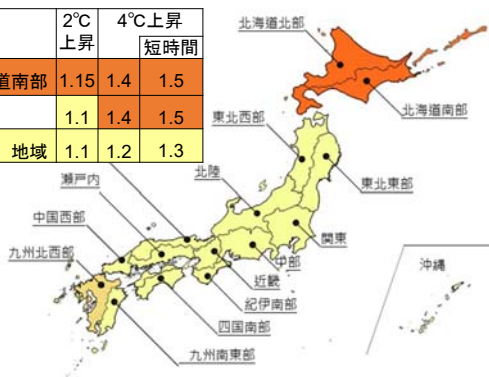 2℃上昇 4℃上昇
短時間
道南部 1.15 1.4 1.5
1.1 1.4 1.5
地域 1.1 1.2 1.3
北海道北部
北海道南部
東北西部
東北東部
北陸
瀬戸内
中国西部
九州北西部
関東
中部
近畿
紀伊南部
四国南部
九州南東部
沖縄